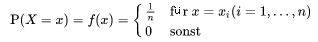 P(X = x) = f(x) = { 1/n für x = x_i (i = 1, . . . , n)
0 sonst